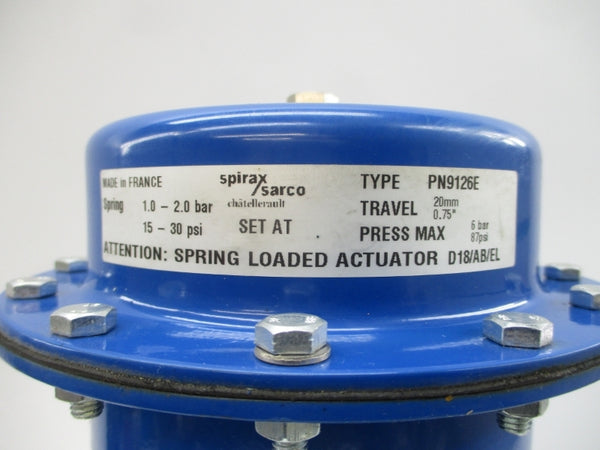 MADE in FRANCE
spirax
/sarco
châtellerault
TYPE PN9126E
Spring 1.0 – 2.0 bar
15 – 30 psi
SET AT
TRAVEL 20mm
0.75"
PRESS MAX 6 bar
87psi
ATTENTION: SPRING LOADED ACTUATOR D18/AB/EL